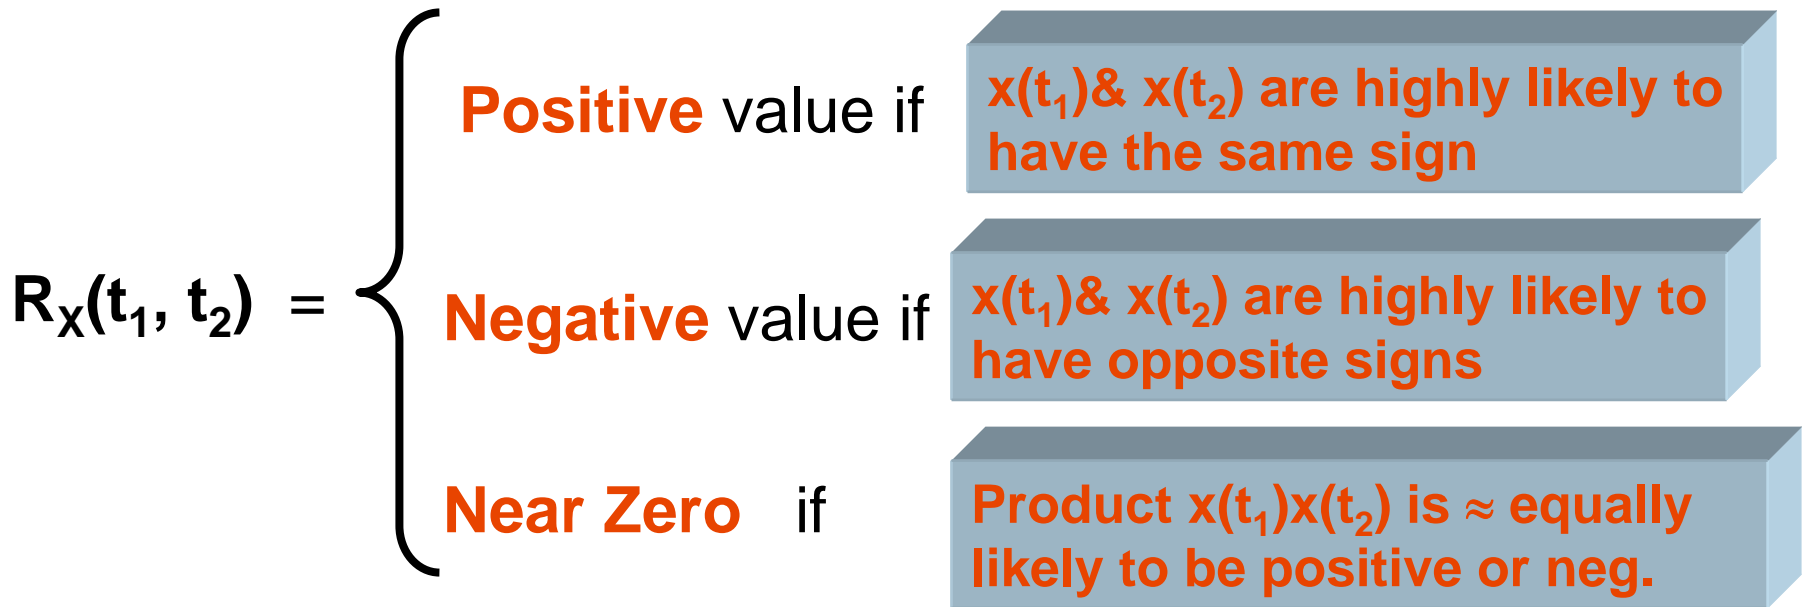 Positive value if
x(t₁)& x(t₂) are highly likely to
have the same sign
Rₓ(t₁, t₂) =
Negative value if
x(t₁)& x(t₂) are highly likely to
have opposite signs
Near Zero if
Product x(t₁)x(t₂) is ≈ equally
likely to be positive or neg.